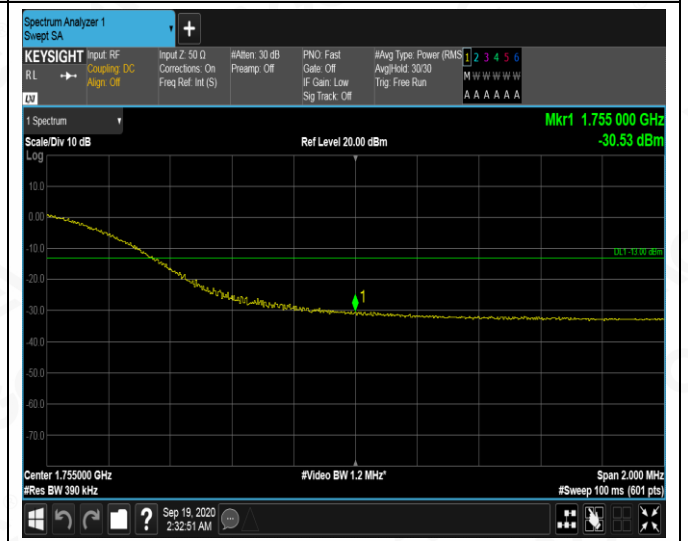 Spectrum Analyzer 1
Swept SA
+
KEYSIGHT Input: RF
RL Coupling: DC
Align: Off
Input Z: 50 Ω
Corrections: On
Freq Ref: Int (S)
#Atten: 30 dB
Preamp: Off
PNO: Fast
Gate: Off
IF Gain: Low
Sig Track: Off
#Avg Type: Power (RMS
Avg|Hold: 30/30
Trig: Free Run
1 2 3 4 5 6
M W W W W W
A A A A A A
LXI
1 Spectrum
Mkr1 1.755 000 GHz
Scale/Div 10 dB Ref Level 20.00 dBm -30.53 dBm
Log
10.0
0.00
-10.0
DL1 -13.00 dBm
-20.0
1
-30.0
-40.0
-50.0
-60.0
-70.0
Center 1.755000 GHz #Video BW 1.2 MHz* Span 2.000 MHz
#Res BW 390 kHz #Sweep 100 ms (601 pts)
? Sep 19, 2020
2:32:51 AM